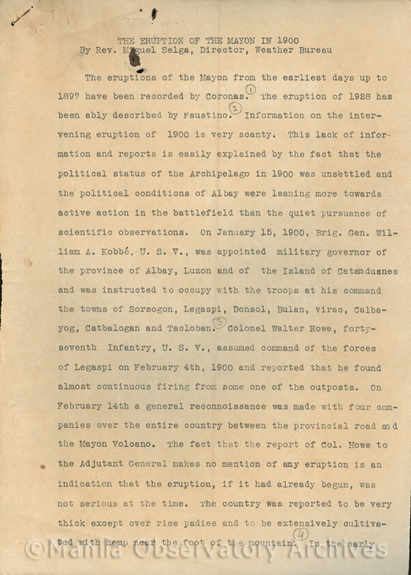 THE ERUPTION OF THE MAYON IN 1900
By Rev. Miguel Selga, Director, Weather Bureau
The eruptions of the Mayon from the earliest days up to
1897 have been recorded by Coronas. 1 The eruption of 1928 has
been ably described by Faustino. 2 Information on the inter-
vening eruption of 1900 is very scanty. This lack of infor-
mation and reports is easily explained by the fact that the
political status of the Archipelago in 1900 was unsettled and
the political conditions of Albay were leaning more towards
active action in the battlefield than the quiet pursuance of
scientific observations. On January 15, 1900, Brig. Gen. Wil-
liam A. Kobbé, U. S. V., was appointed military governor of
the province of Albay, Luzon and of the Island of Catanduanes
and was instructed to occupy with the troops at his command
the towns of Sorsogon, Legaspi, Donsol, Bulan, Virac, Calba-
yog, Catbalogan and Tacloban. 3 Colonel Walter Howe, forty-
seventh Infantry, U. S. V., assumed command of the forces
of Legaspi on February 4th, 1900 and reported that he found
almost continuous firing from some one of the outposts. On
February 14th a general reconnoissance was made with four com-
panies over the entire country between the provincial road and
the Mayon Volcano. The fact that the report of Col. Howe to
the Adjutant General makes no mention of any eruption is an
indication that the eruption, if it had already begun, was
not serious at the time. The country was reported to be very
thick except over rice padies and to be extensively cultiva-
ted with hemp near the foot of the mountain. 4 In the early
©Manila Observatory Archives